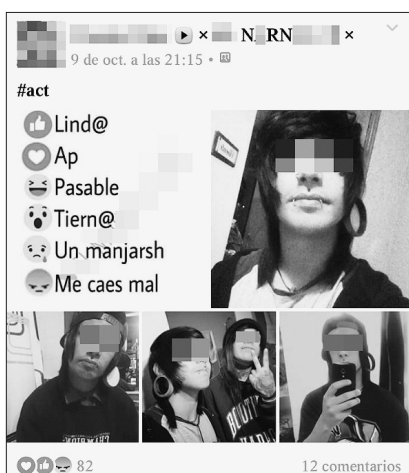 9 de oct. a las 21:15
#act
Lind@
Ap
Pasable
Tiern@
Un manjarsh
Me caes mal
82
12 comentarios